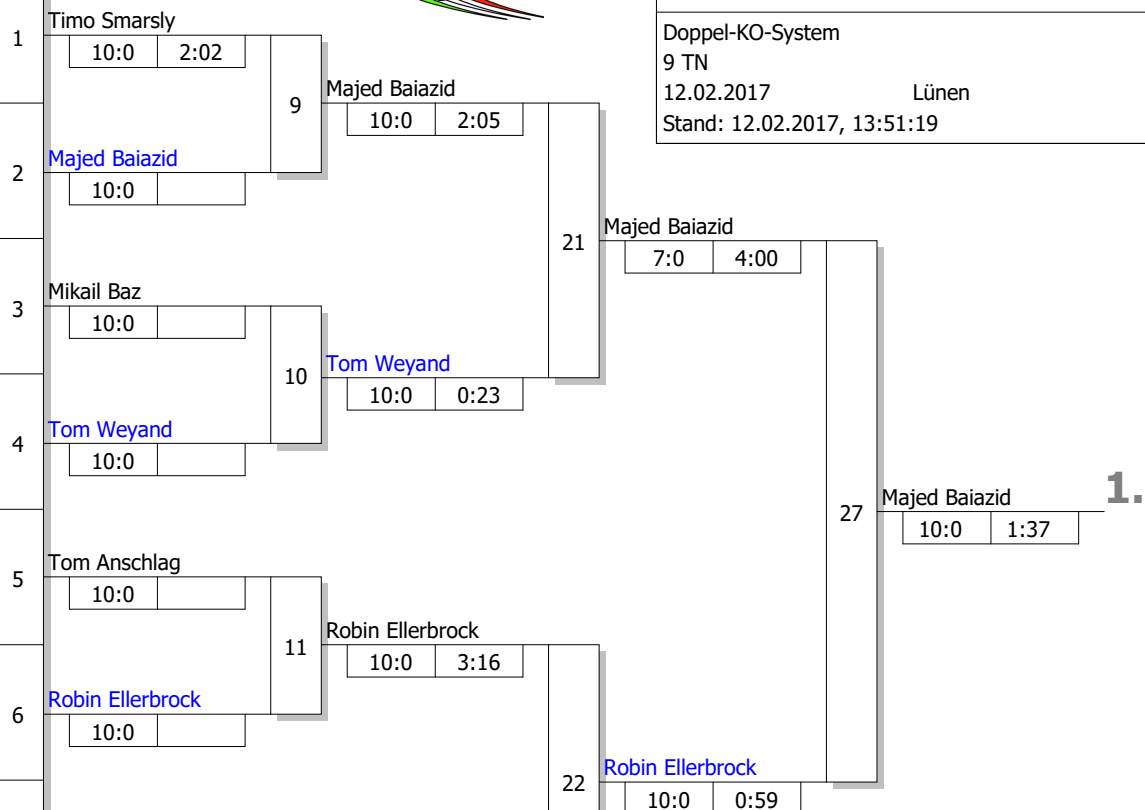 Doppel-KO-System
9 TN
12.02.2017 Lünen
Stand: 12.02.2017, 13:51:19
1
Timo Smarsly
10:0 2:02
9
Majed Baiazid
10:0 2:05
2
Majed Baiazid
10:0
21
Majed Baiazid
7:0 4:00
3
Mikail Baz
10:0
10
Tom Weyand
10:0 0:23
4
Tom Weyand
10:0
27
Majed Baiazid 1.
10:0 1:37
5
Tom Anschlag
10:0
11
Robin Ellerbrock
10:0 3:16
6
Robin Ellerbrock
10:0
22
Robin Ellerbrock
10:0 0:59